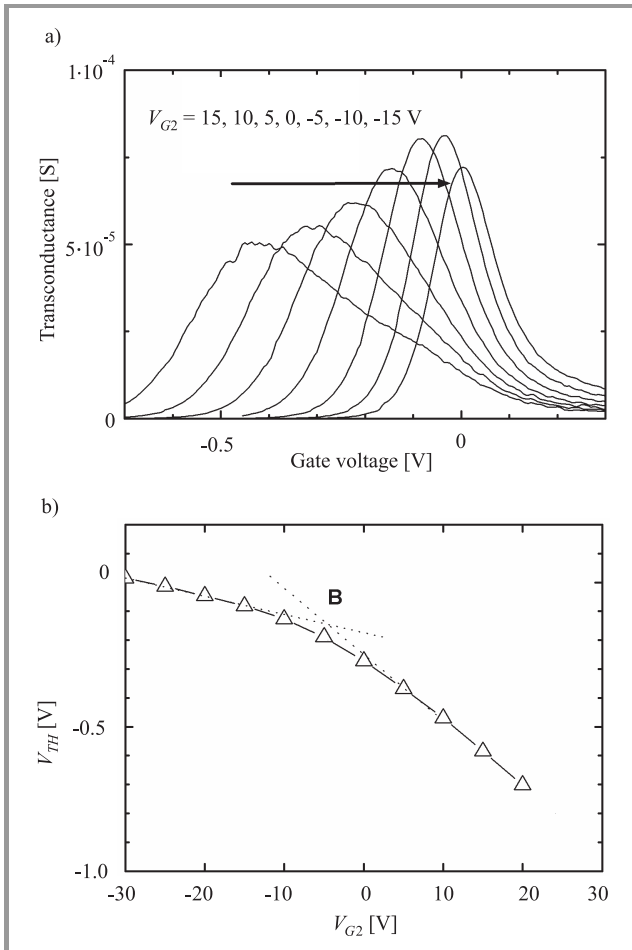 a)
1·10⁻⁴
V_G2 = 15, 10, 5, 0, -5, -10, -15 V
Transconductance [S]
5·10⁻⁵
0
-0.5
0
Gate voltage [V]
b)
0
B
V_TH [V]
-0.5
-1.0
-30
-20
-10
0
10
20
30
V_G2 [V]